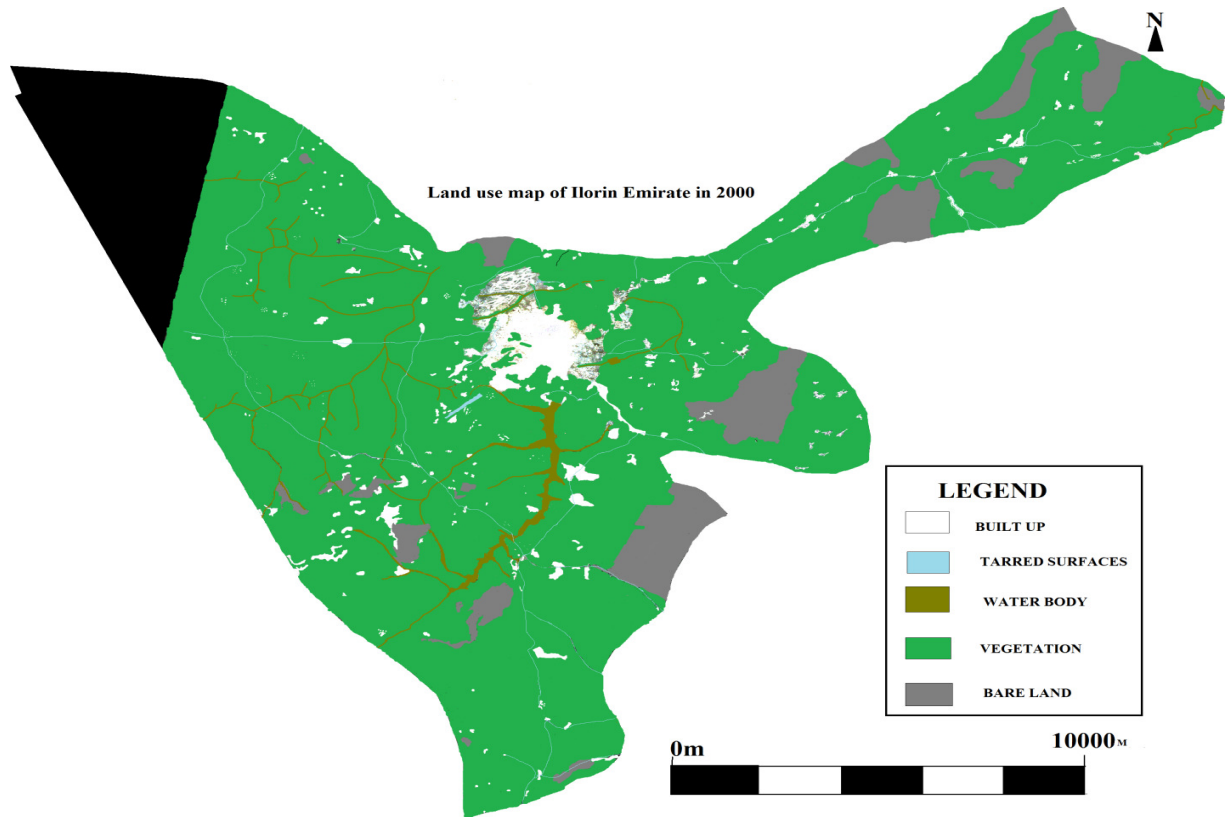 N
Land use map of Ilorin Emirate in 2000
LEGEND
BUILT UP
TARRED SURFACES
WATER BODY
VEGETATION
BARE LAND
0m 10000M